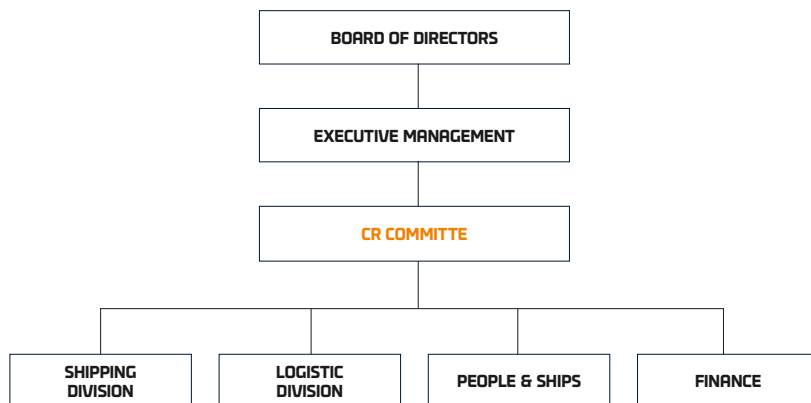 BOARD OF DIRECTORS
EXECUTIVE MANAGEMENT
CR COMMITTE
SHIPPING
DIVISION
LOGISTIC
DIVISION
PEOPLE & SHIPS
FINANCE